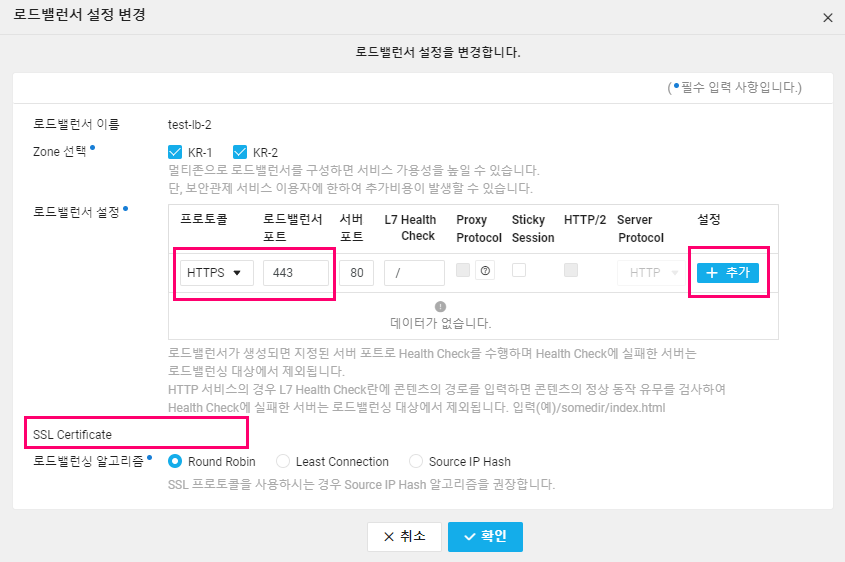 로드밸런서 설정 변경
로드밸런서 설정을 변경합니다.
( 필수 입력 사항입니다.)
로드밸런서 이름 test-lb-2
Zone 선택 KR-1 KR-2
멀티존으로 로드밸런서를 구성하면 서비스 가용성을 높일 수 있습니다.
단, 보안관제 서비스 이용자에 한하여 추가비용이 발생할 수 있습니다.
로드밸런서 설정
프로토콜 로드밸런서 포트 서버 포트 L7 Health Check Proxy Protocol Sticky Session HTTP/2 Server Protocol 설정
HTTPS 443 80 / HTTP + 추가
데이터가 없습니다.
로드밸런서가 생성되면 지정된 서버 포트로 Health Check를 수행하며 Health Check에 실패한 서버는
로드밸런싱 대상에서 제외됩니다.
HTTP 서비스의 경우 L7 Health Check란에 콘텐츠의 경로를 입력하면 콘텐츠의 정상 동작 유무를 검사하여
Health Check에 실패한 서버는 로드밸런싱 대상에서 제외됩니다. 입력(예)/somedir/index.html
SSL Certificate
로드밸런싱 알고리즘 Round Robin Least Connection Source IP Hash
SSL 프로토콜을 사용하시는 경우 Source IP Hash 알고리즘을 권장합니다.
취소 확인